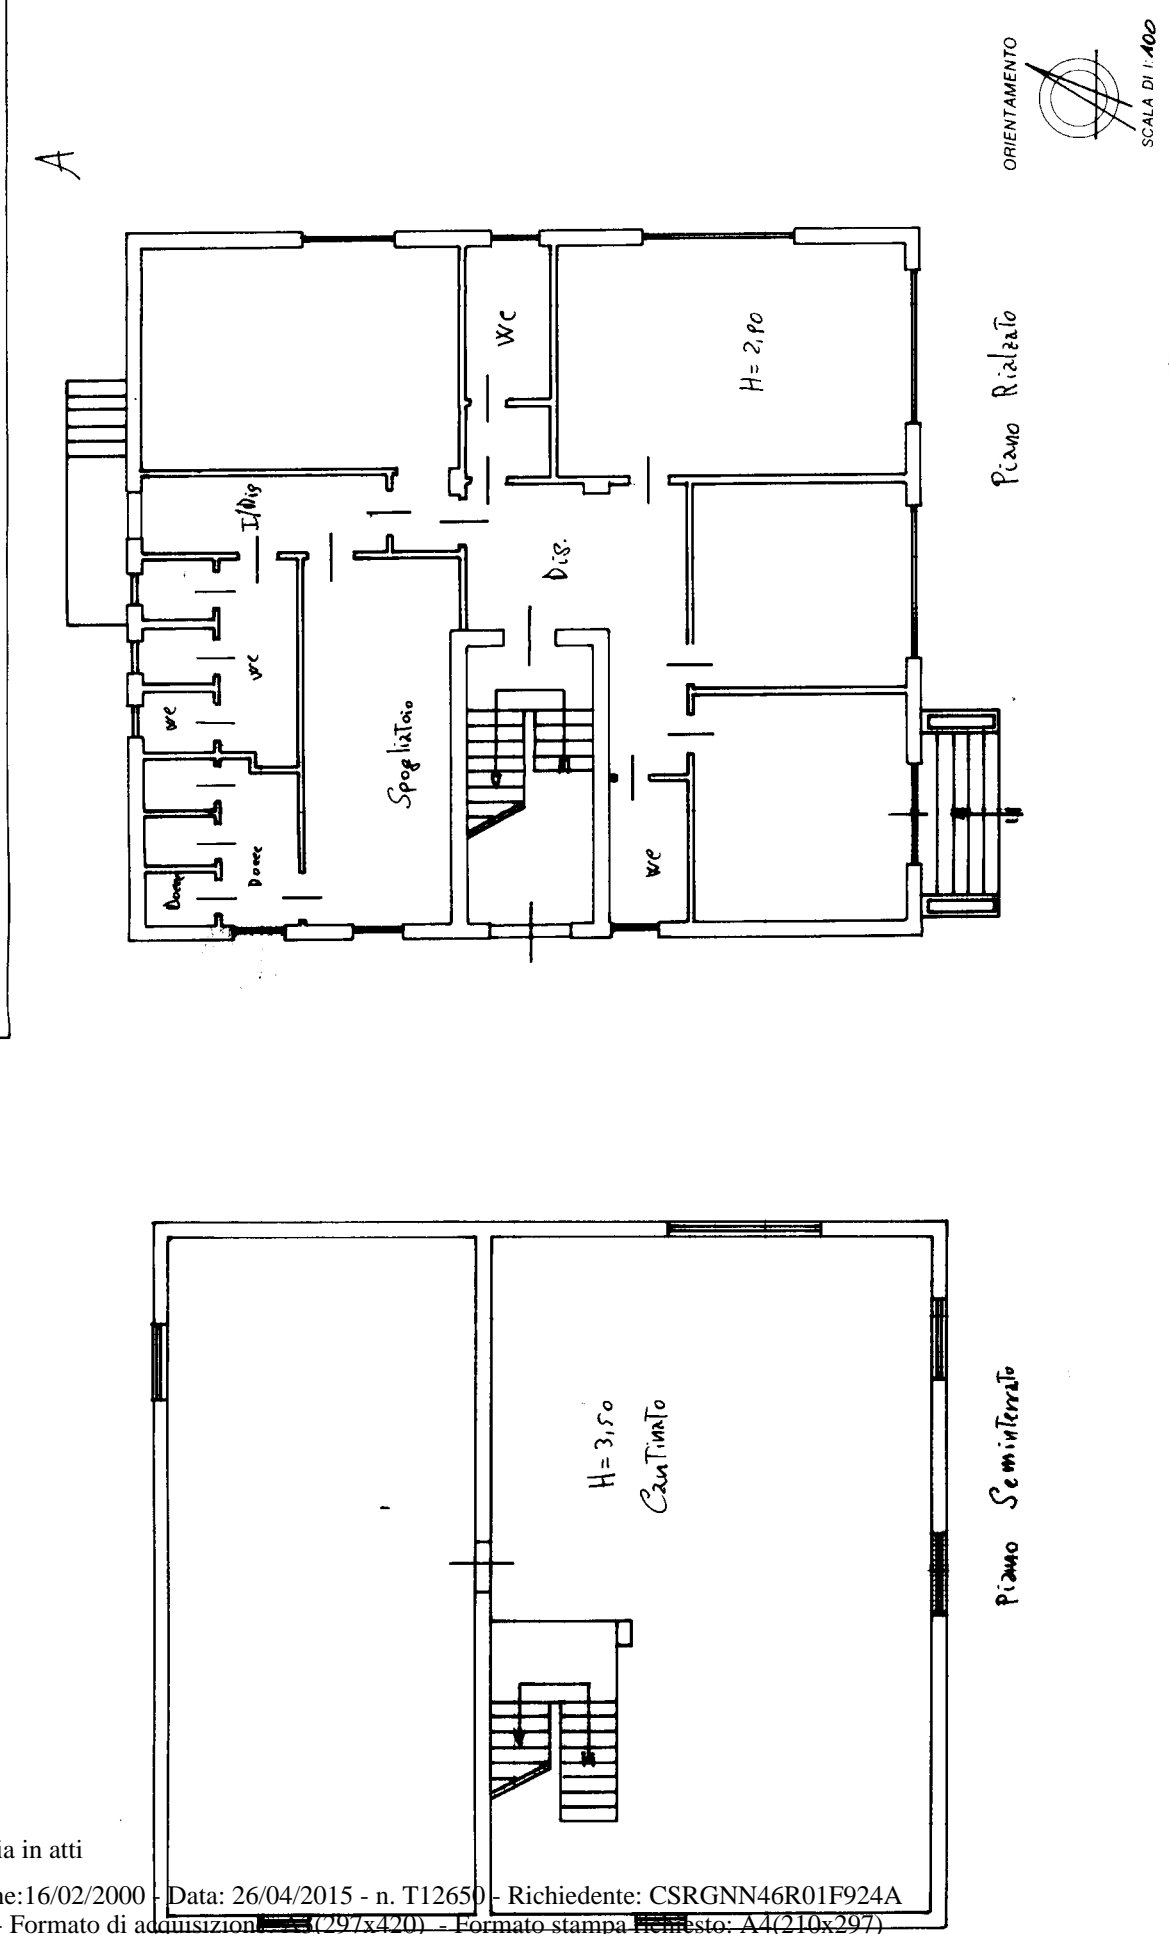 A
ORIENTAMENTO
SCALA DI 1:100
I/Dis
WC
WC
WC
Docce
Docce
Spogliatoio
Dis.
H= 2,90
WC
Piano Rialzato
H= 3,50
Cantinato
Piano Seminterrato
ia in atti
ne:16/02/2000 - Data: 26/04/2015 - n. T12650 - Richiedente: CSRGNN46R01F924A
- Formato di acquisizione: A3(297x420) - Formato stampa richiesto: A4(210x297)